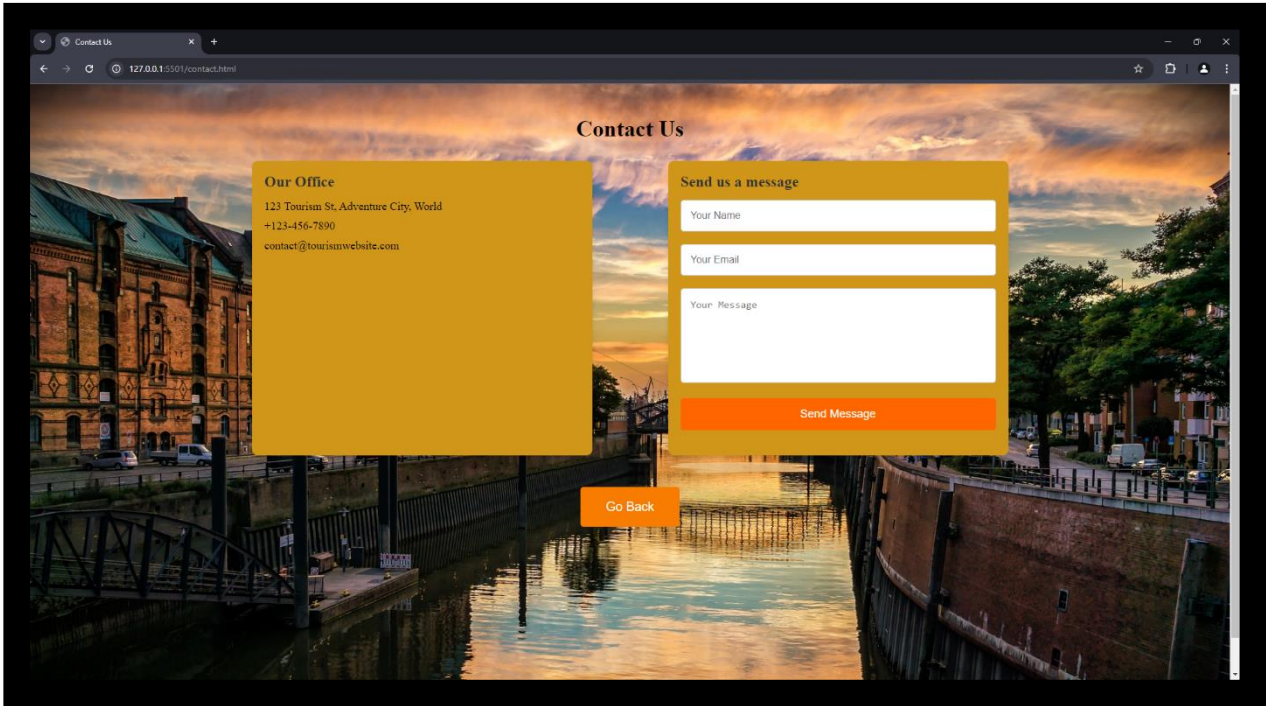 Contact Us
127.0.0.1:5501/contact.html
Contact Us
Our Office
123 Tourism St, Adventure City, World
+123-456-7890
contact@tourismwebsite.com
Send us a message
Your Name
Your Email
Your Message
Send Message
Go Back